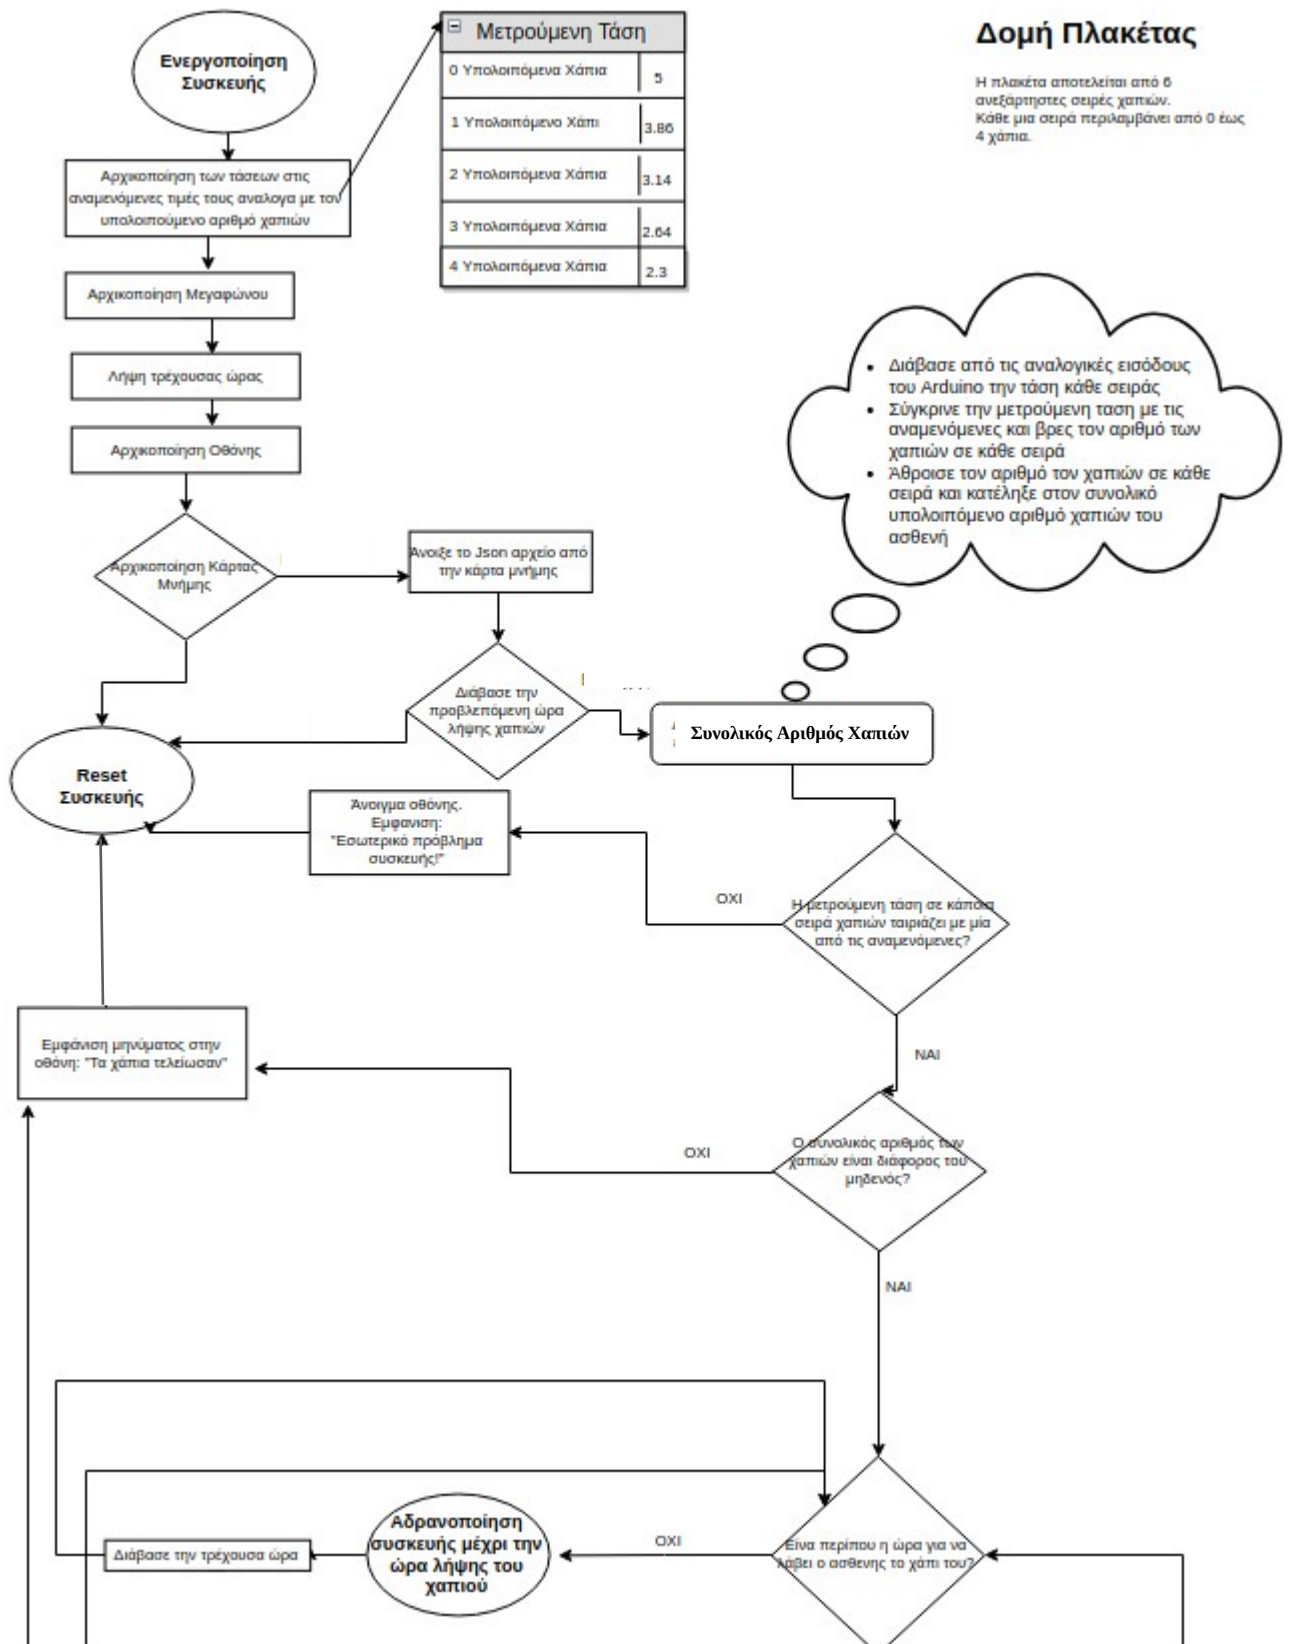 Ενεργοποίηση
Συσκευής
Αρχικοποίηση των τάσεων στις
αναμενόμενες τιμές τους αναλογα με τον
υπολοιπούμενο αριθμό χαπιών
Μετρούμενη Τάση
0 Υπολοιπόμενα Χάπια 5
1 Υπολοιπόμενο Χάπι 3.86
2 Υπολοιπόμενα Χάπια 3.14
3 Υπολοιπόμενα Χάπια 2.64
4 Υπολοιπόμενα Χάπια 2.3
Δομή Πλακέτας
Η πλακέτα αποτελείται από 6
ανεξάρτηστες σειρές χαπιών.
Κάθε μια σειρά περιλαμβάνει από 0 έως
4 χάπια.
Αρχικοποίηση Μεγαφώνου
Λήψη τρέχουσας ώρας
Αρχικοποίηση Οθόνης
• Διάβασε από τις αναλογικές εισόδους
του Arduino την τάση κάθε σειράς
• Σύγκρινε την μετρούμενη ταση με τις
αναμενόμενες και βρες τον αριθμό των
χαπιών σε κάθε σειρά
• Άθροισε τον αριθμό τον χαπιών σε κάθε
σειρά και κατέληξε στον συνολικό
υπολοιπόμενο αριθμό χαπιών του
ασθενή
Αρχικοποίηση Κάρτας
Μνήμης
Άνοιξε το Json αρχείο από
την κάρτα μνήμης
Διάβασε την
προβλεπόμενη ώρα
λήψης χαπιών
Συνολικός Αριθμός Χαπιών
Reset
Συσκευής
Άνοιγμα οθόνης.
Εμφανιση:
"Εσωτερικό πρόβλημα
συσκευής!"
ΟΧΙ
Η μετρούμενη τάση σε κάποια
σειρά χαπιών ταιριάζει με μία
από τις αναμενόμενες?
Εμφάνιση μηνύματος στην
οθόνη: "Τα χάπια τελείωσαν"
ΝΑΙ
ΟΧΙ
Ο συνολικός αριθμός των
χαπιών είναι διάφορος του
μηδενός?
ΝΑΙ
Διάβασε την τρέχουσα ώρα
Αδρανοποίηση
συσκευής μέχρι την
ώρα λήψης του
χαπιού
ΟΧΙ
Είνα περίπου η ώρα για να
λάβει ο ασθενης το χάπι του?